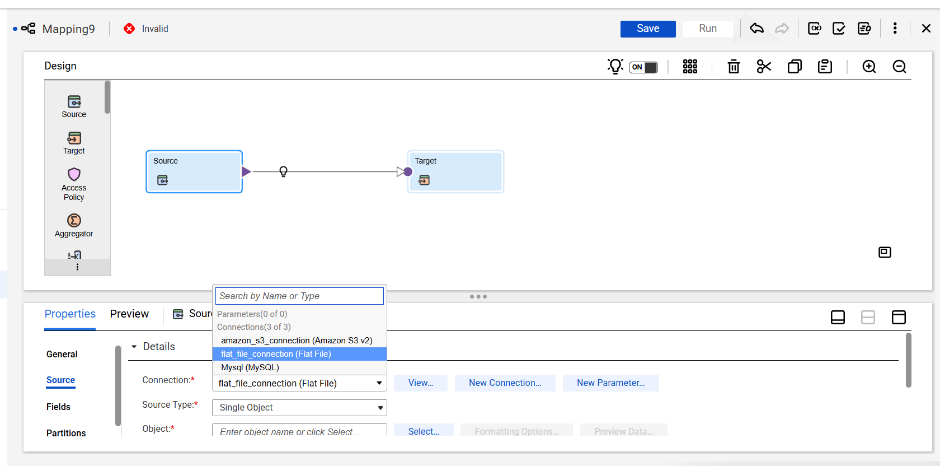 Mapping9
Invalid
Save
Run
Design
ON
Source
Target
Access
Policy
Aggregator
Source
Target
Properties
Preview
Sour
Search by Name or Type
Parameters(0 of 0)
Connections(3 of 3)
amazon_s3_connection (Amazon S3 v2)
flat_file_connection (Flat File)
Mysql (MySQL)
General
Source
Fields
Partitions
Details
Connection:*
flat_file_connection (Flat File)
View...
New Connection...
New Parameter...
Source Type:*
Single Object
Object:*
Enter object name or click Select...
Select...
Formatting Options...
Preview Data...